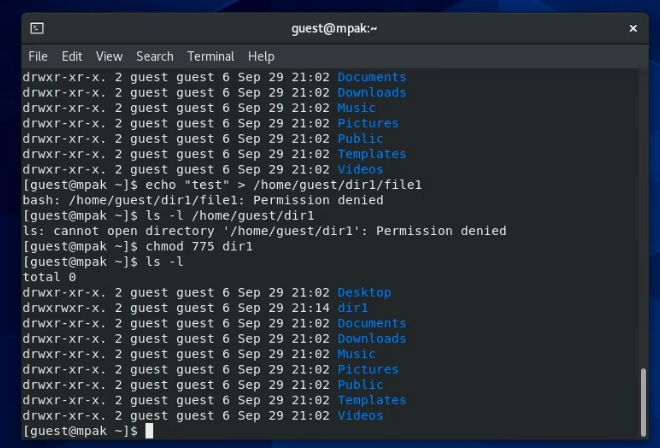 guest@mpak:~
File Edit View Search Terminal Help
drwxr-xr-x. 2 guest guest 6 Sep 29 21:02 Documents
drwxr-xr-x. 2 guest guest 6 Sep 29 21:02 Downloads
drwxr-xr-x. 2 guest guest 6 Sep 29 21:02 Music
drwxr-xr-x. 2 guest guest 6 Sep 29 21:02 Pictures
drwxr-xr-x. 2 guest guest 6 Sep 29 21:02 Public
drwxr-xr-x. 2 guest guest 6 Sep 29 21:02 Templates
drwxr-xr-x. 2 guest guest 6 Sep 29 21:02 Videos
[guest@mpak ~]$ echo "test" > /home/guest/dir1/file1
bash: /home/guest/dir1/file1: Permission denied
[guest@mpak ~]$ ls -l /home/guest/dir1
ls: cannot open directory '/home/guest/dir1': Permission denied
[guest@mpak ~]$ chmod 775 dir1
[guest@mpak ~]$ ls -l
total 0
drwxr-xr-x. 2 guest guest 6 Sep 29 21:02 Desktop
drwxrwxr-x. 2 guest guest 6 Sep 29 21:14 dir1
drwxr-xr-x. 2 guest guest 6 Sep 29 21:02 Documents
drwxr-xr-x. 2 guest guest 6 Sep 29 21:02 Downloads
drwxr-xr-x. 2 guest guest 6 Sep 29 21:02 Music
drwxr-xr-x. 2 guest guest 6 Sep 29 21:02 Pictures
drwxr-xr-x. 2 guest guest 6 Sep 29 21:02 Public
drwxr-xr-x. 2 guest guest 6 Sep 29 21:02 Templates
drwxr-xr-x. 2 guest guest 6 Sep 29 21:02 Videos
[guest@mpak ~]$